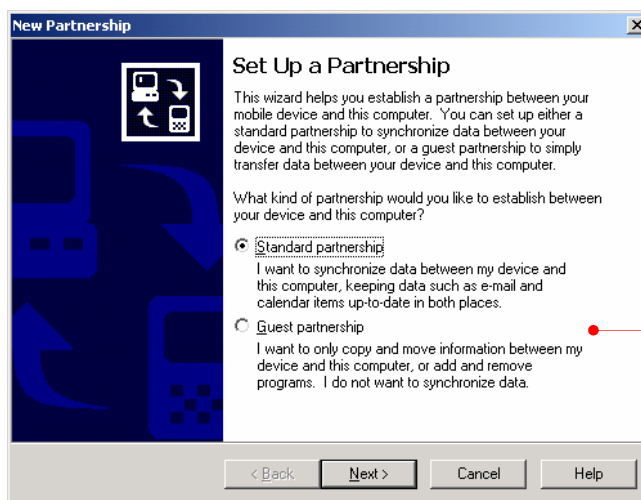 New Partnership
Set Up a Partnership
This wizard helps you establish a partnership between your
mobile device and this computer. You can set up either a
standard partnership to synchronize data between your
device and this computer, or a guest partnership to simply
transfer data between your device and this computer.
What kind of partnership would you like to establish between
your device and this computer?
Standard partnership
I want to synchronize data between my device and
this computer, keeping data such as e-mail and
calendar items up-to-date in both places.
Guest partnership
I want to only copy and move information between my
device and this computer, or add and remove
programs. I do not want to synchronize data.
< Back Next > Cancel Help